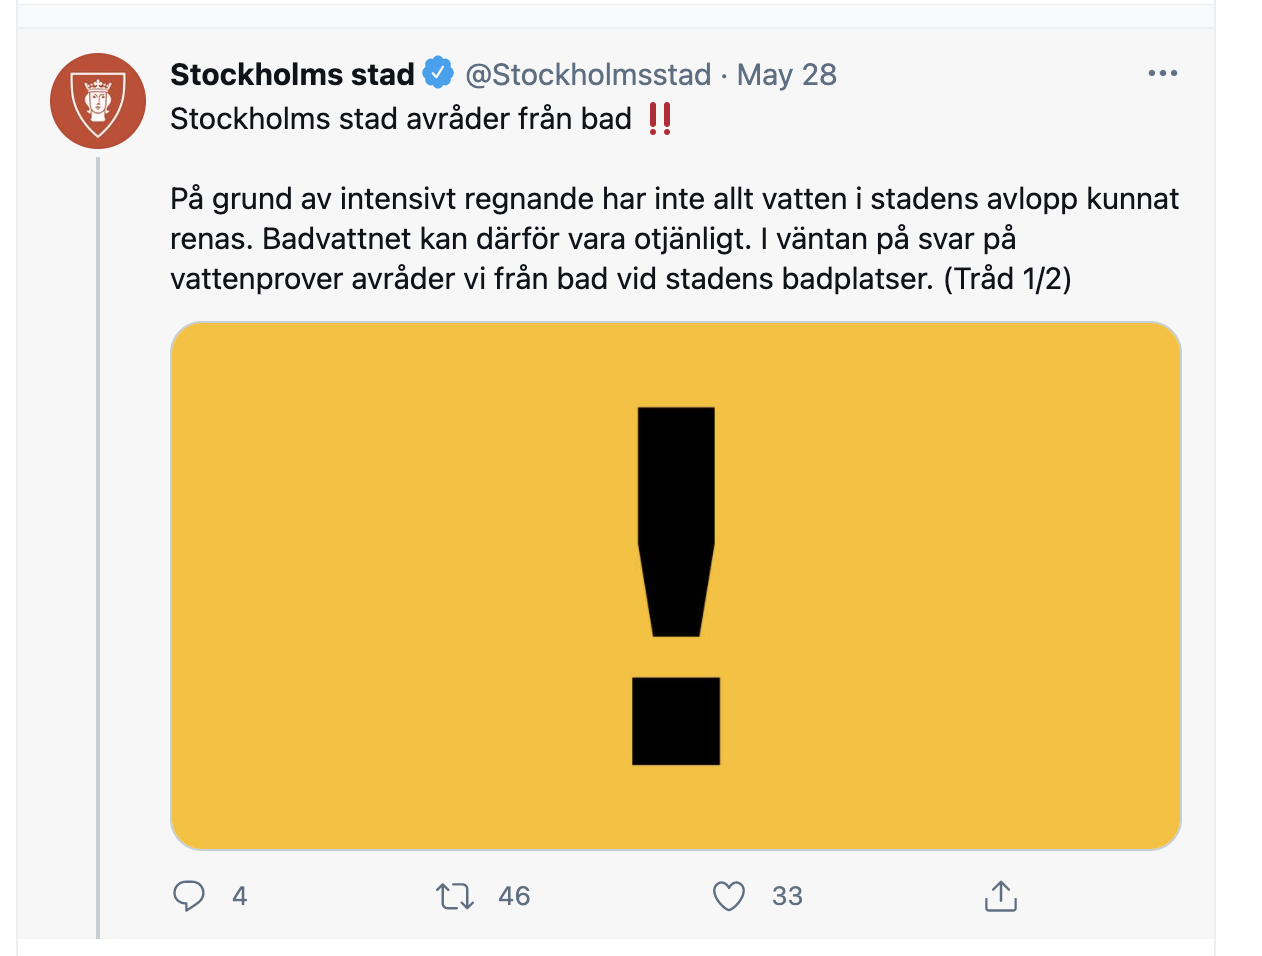 Stockholms stad @Stockholmsstad · May 28
Stockholms stad avråder från bad ‼️
På grund av intensivt regnande har inte allt vatten i stadens avlopp kunnat
renas. Badvattnet kan därför vara otjänligt. I väntan på svar på
vattenprover avråder vi från bad vid stadens badplatser. (Tråd 1/2)
!
4 46 33